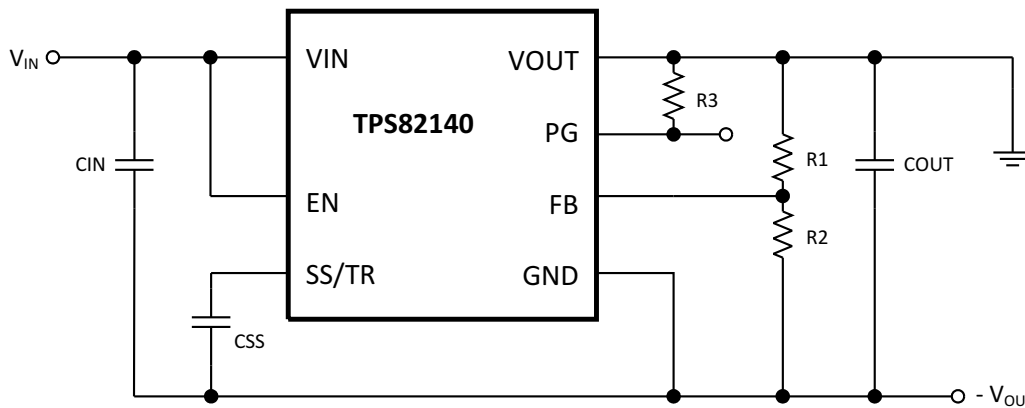 V_IN
VIN
VOUT
R3
TPS82140
PG
CIN
R1
COUT
EN
FB
R2
SS/TR
GND
CSS
- V_OU